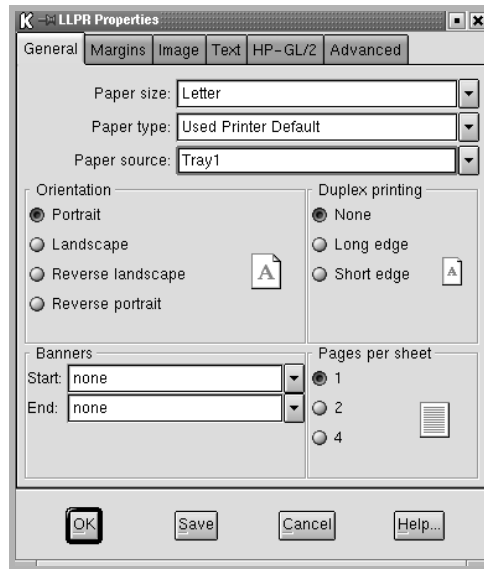 LLPR Properties
General Margins Image Text HP-GL/2 Advanced
Paper size: Letter
Paper type: Used Printer Default
Paper source: Tray1
Orientation
Portrait
Landscape
Reverse landscape
Reverse portrait
A
Duplex printing
None
Long edge
Short edge
A
Banners
Start: none
End: none
Pages per sheet
1
2
4
OK Save Cancel Help...